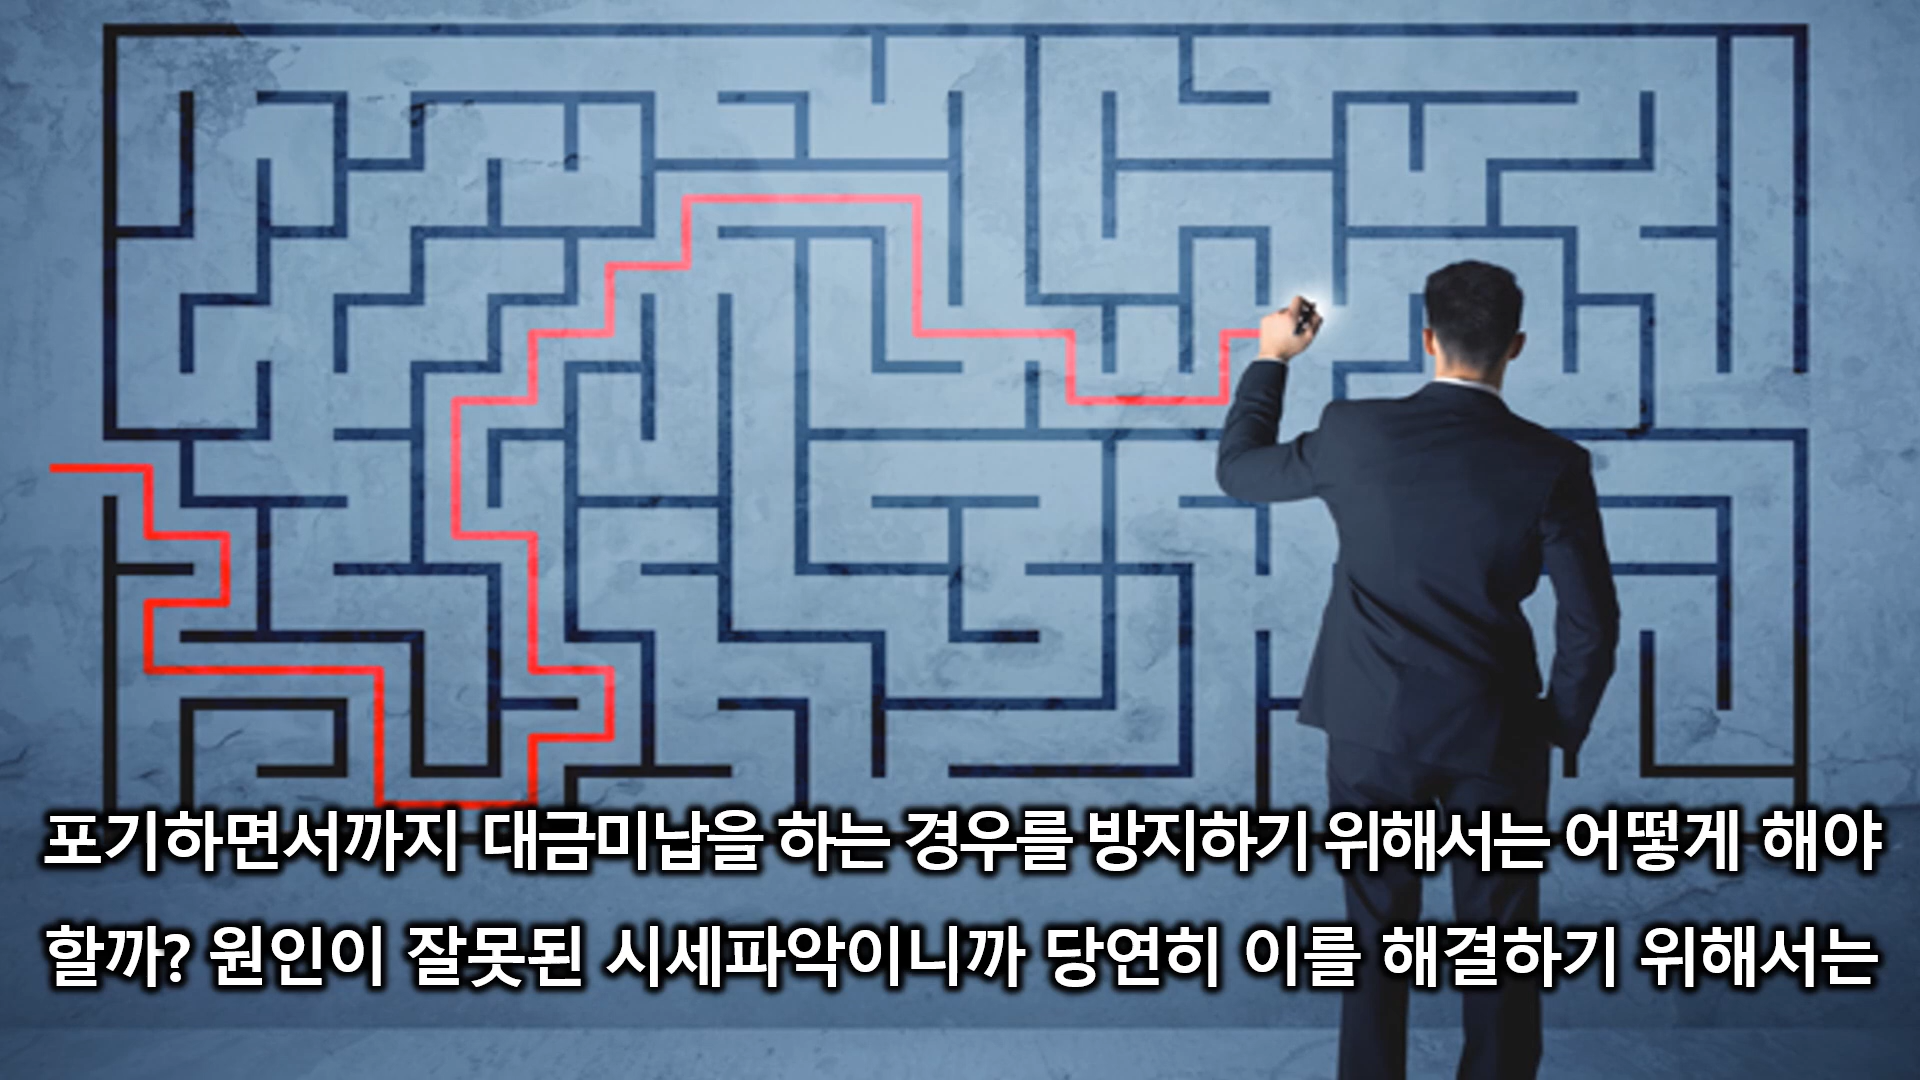 포기하면서까지 대금미납을 하는 경우를 방지하기 위해서는 어떻게 해야
할까? 원인이 잘못된 시세파악이니까 당연히 이를 해결하기 위해서는